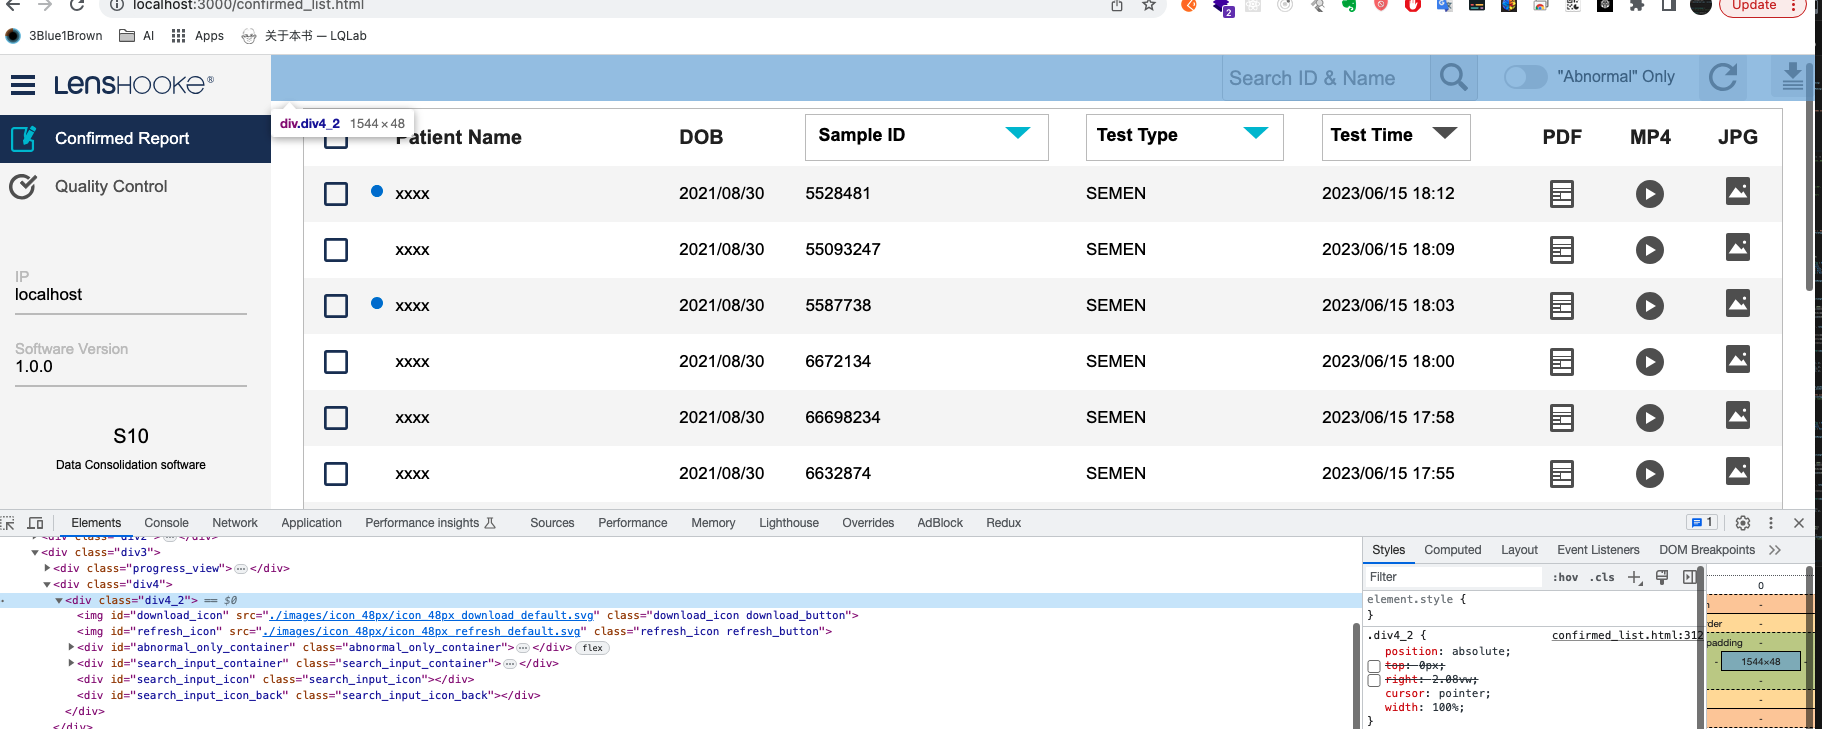 localhost:3000/confirmed_list.html
2
Update
3Blue1Brown AI Apps 关于本书 — LQLab
LENSHOOKE® Search ID & Name "Abnormal" Only
div.div4_2 1544 × 48
Confirmed Report
Quality Control
IP
localhost
Software Version
1.0.0
S10
Data Consolidation software
Patient Name DOB Sample ID Test Type Test Time PDF MP4 JPG
xxxx 2021/08/30 5528481 SEMEN 2023/06/15 18:12
xxxx 2021/08/30 55093247 SEMEN 2023/06/15 18:09
xxxx 2021/08/30 5587738 SEMEN 2023/06/15 18:03
xxxx 2021/08/30 6672134 SEMEN 2023/06/15 18:00
xxxx 2021/08/30 66698234 SEMEN 2023/06/15 17:58
xxxx 2021/08/30 6632874 SEMEN 2023/06/15 17:55
Elements Console Network Application Performance insights Sources Performance Memory Lighthouse Overrides AdBlock Redux 1
<div class="div2"> … </div>
<div class="div3">
<div class="progress_view"> … </div>
<div class="div4">
<div class="div4_2"> == $0
<img id="download_icon" src="./images/icon_48px/icon_48px_download_default.svg" class="download_icon download_button">
<img id="refresh_icon" src="./images/icon_48px/icon_48px_refresh_default.svg" class="refresh_icon refresh_button">
<div id="abnormal_only_container" class="abnormal_only_container"> … </div> flex
<div id="search_input_container" class="search_input_container"> … </div>
<div id="search_input_icon" class="search_input_icon"></div>
<div id="search_input_icon_back" class="search_input_icon_back"></div>
</div>
</div>
Styles Computed Layout Event Listeners DOM Breakpoints
Filter :hov .cls
element.style {
}
.div4_2 { confirmed_list.html:312
position: absolute;
top: 0px;
right: 2.08vw;
cursor: pointer;
width: 100%;
}
0
-
rder -
padding -
- 1544×48 -
-
-
-